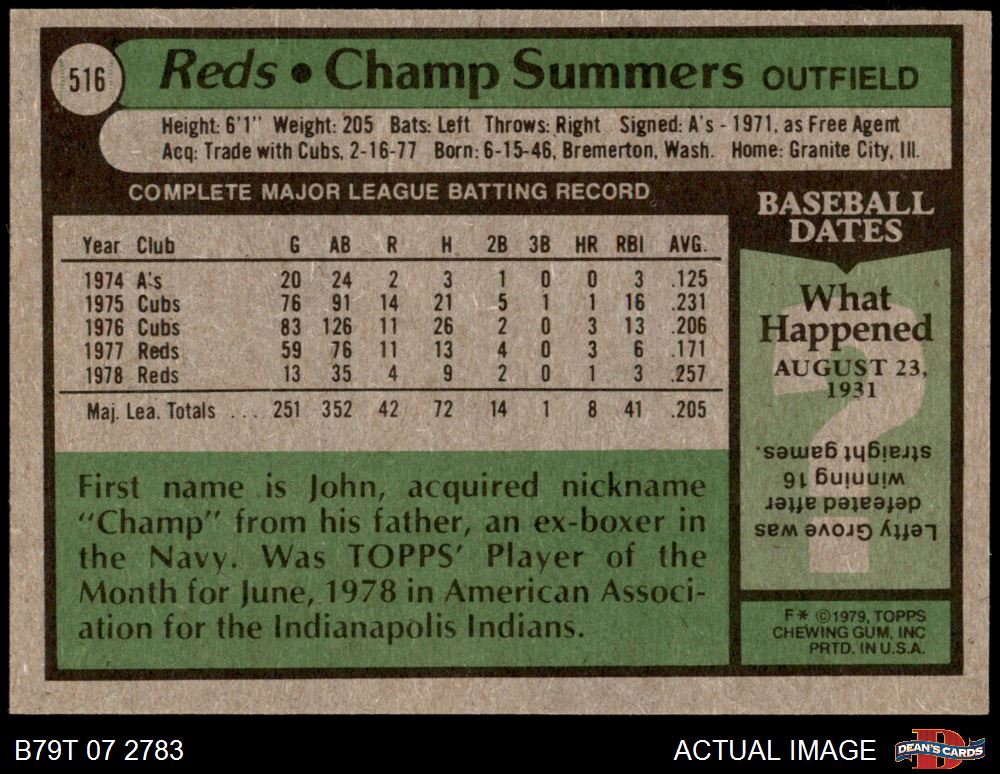 516
Reds • Champ Summers OUTFIELD
Height: 6'1" Weight: 205 Bats: Left Throws: Right Signed: A's - 1971, as Free Agent
Acq: Trade with Cubs, 2-16-77 Born: 6-15-46, Bremerton, Wash. Home: Granite City, Ill.
COMPLETE MAJOR LEAGUE BATTING RECORD
Year Club G AB R H 2B 3B HR RBI AVG.
1974 A's 20 24 2 3 1 0 0 3 .125
1975 Cubs 76 91 14 21 5 1 1 16 .231
1976 Cubs 83 126 11 26 2 0 3 13 .206
1977 Reds 59 76 11 13 4 0 3 6 .171
1978 Reds 13 35 4 9 2 0 1 3 .257
Maj. Lea. Totals ... 251 352 42 72 14 1 8 41 .205
First name is John, acquired nickname
"Champ" from his father, an ex-boxer in
the Navy. Was TOPPS' Player of the
Month for June, 1978 in American Associ-
ation for the Indianapolis Indians.
BASEBALL
DATES
What
Happened
AUGUST 23,
1931
?
Lefty Grove was
defeated after
winning 16
straight games.
F* ©1979, TOPPS
CHEWING GUM, INC
PRTD. IN U.S.A.
B79T 07 2783
ACTUAL IMAGE
D
DEAN'S CARDS